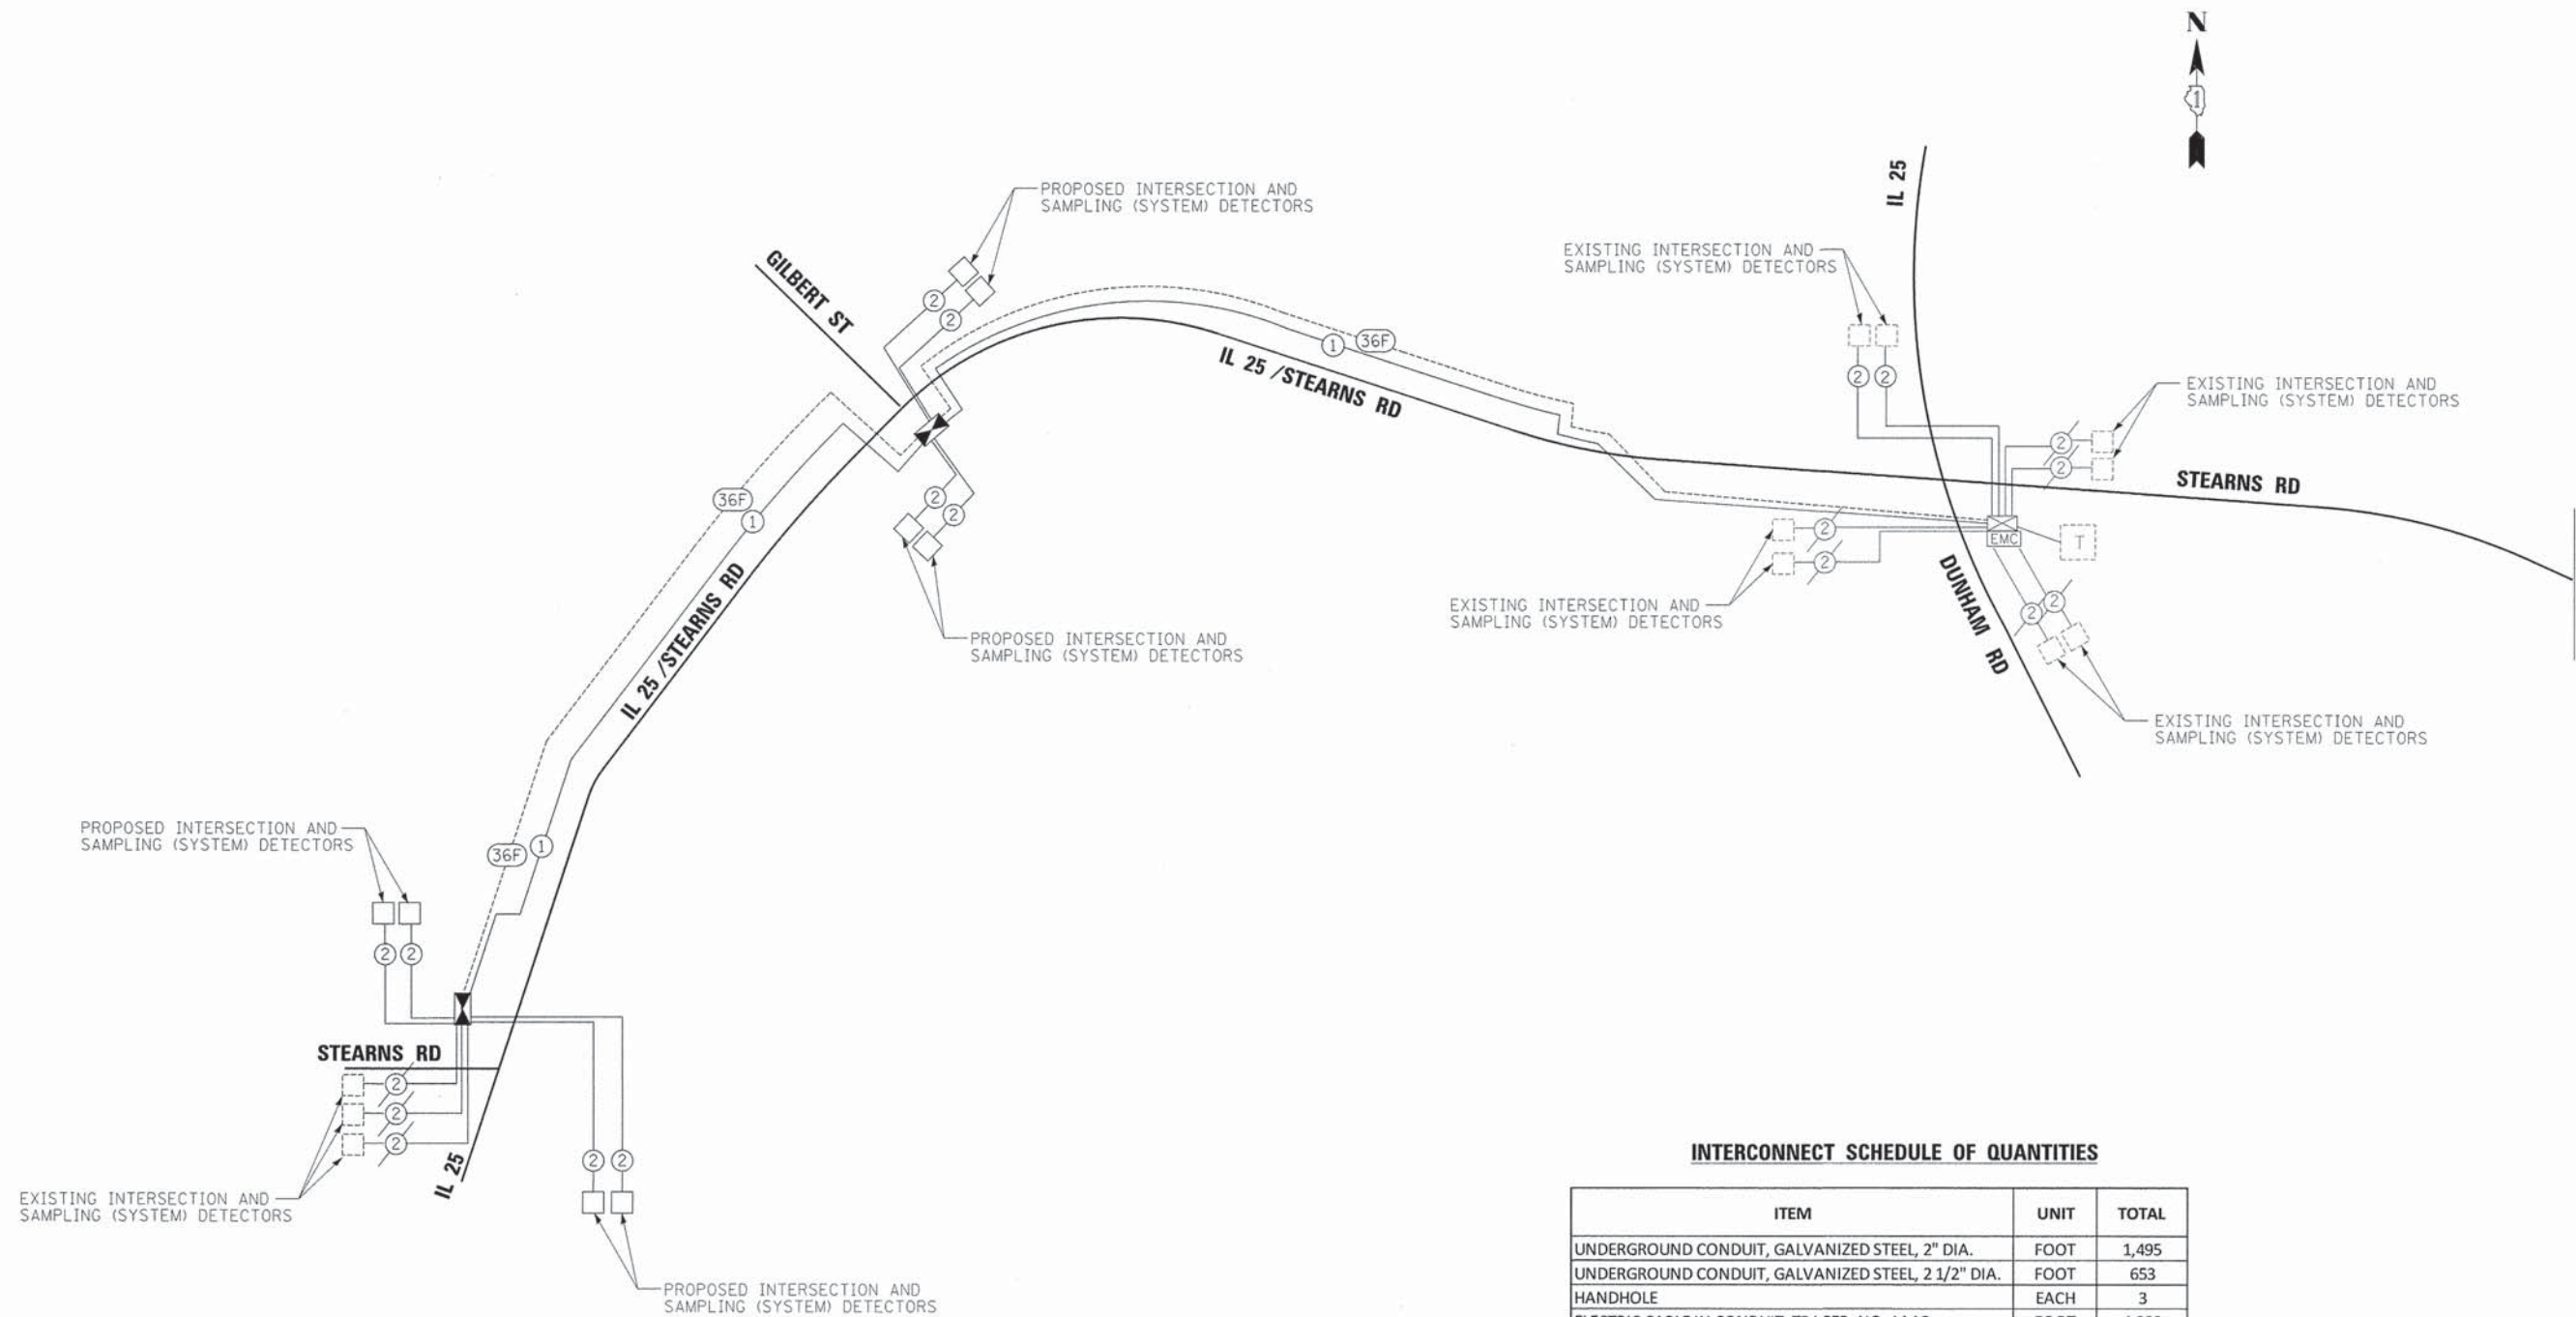 N
1
IL 25
PROPOSED INTERSECTION AND
SAMPLING (SYSTEM) DETECTORS
EXISTING INTERSECTION AND
SAMPLING (SYSTEM) DETECTORS
GILBERT ST
2
2
1
36F
IL 25 /STEARNS RD
2 2
EXISTING INTERSECTION AND
SAMPLING (SYSTEM) DETECTORS
2
2
STEARNS RD
36F
1
2
2
2
2
EMC
T
EXISTING INTERSECTION AND
SAMPLING (SYSTEM) DETECTORS
DUNHAM RD
2
2
PROPOSED INTERSECTION AND
SAMPLING (SYSTEM) DETECTORS
IL 25 /STEARNS RD
EXISTING INTERSECTION AND
SAMPLING (SYSTEM) DETECTORS
PROPOSED INTERSECTION AND
SAMPLING (SYSTEM) DETECTORS
36F
1
2 2
STEARNS RD
2
2
2
IL 25
2 2
EXISTING INTERSECTION AND
SAMPLING (SYSTEM) DETECTORS
PROPOSED INTERSECTION AND
SAMPLING (SYSTEM) DETECTORS
INTERCONNECT SCHEDULE OF QUANTITIES
ITEM UNIT TOTAL
UNDERGROUND CONDUIT, GALVANIZED STEEL, 2" DIA. FOOT 1,495
UNDERGROUND CONDUIT, GALVANIZED STEEL, 2 1/2" DIA. FOOT 653
HANDHOLE EACH 3